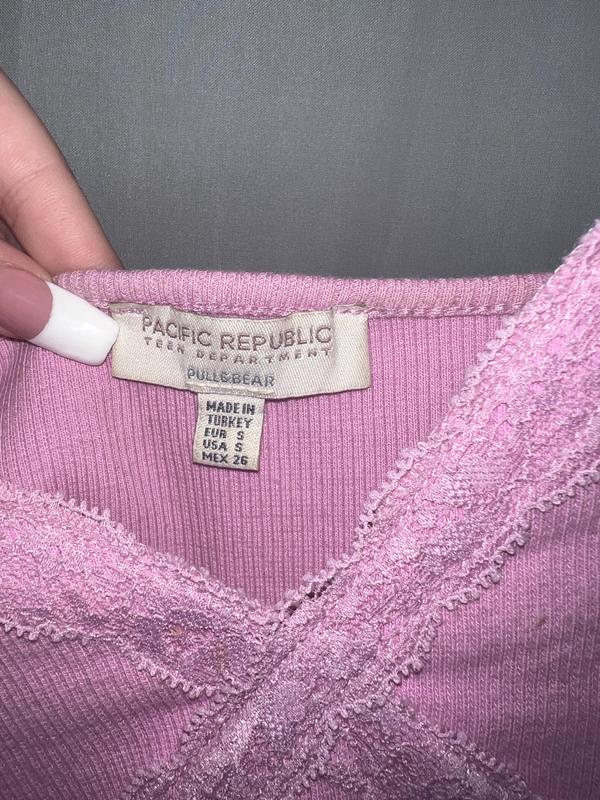 PACIFIC REPUBLIC
TEEN DEPARTMENT
PULL&BEAR
MADE IN
TURKEY
EUR S
USA S
MEX 26